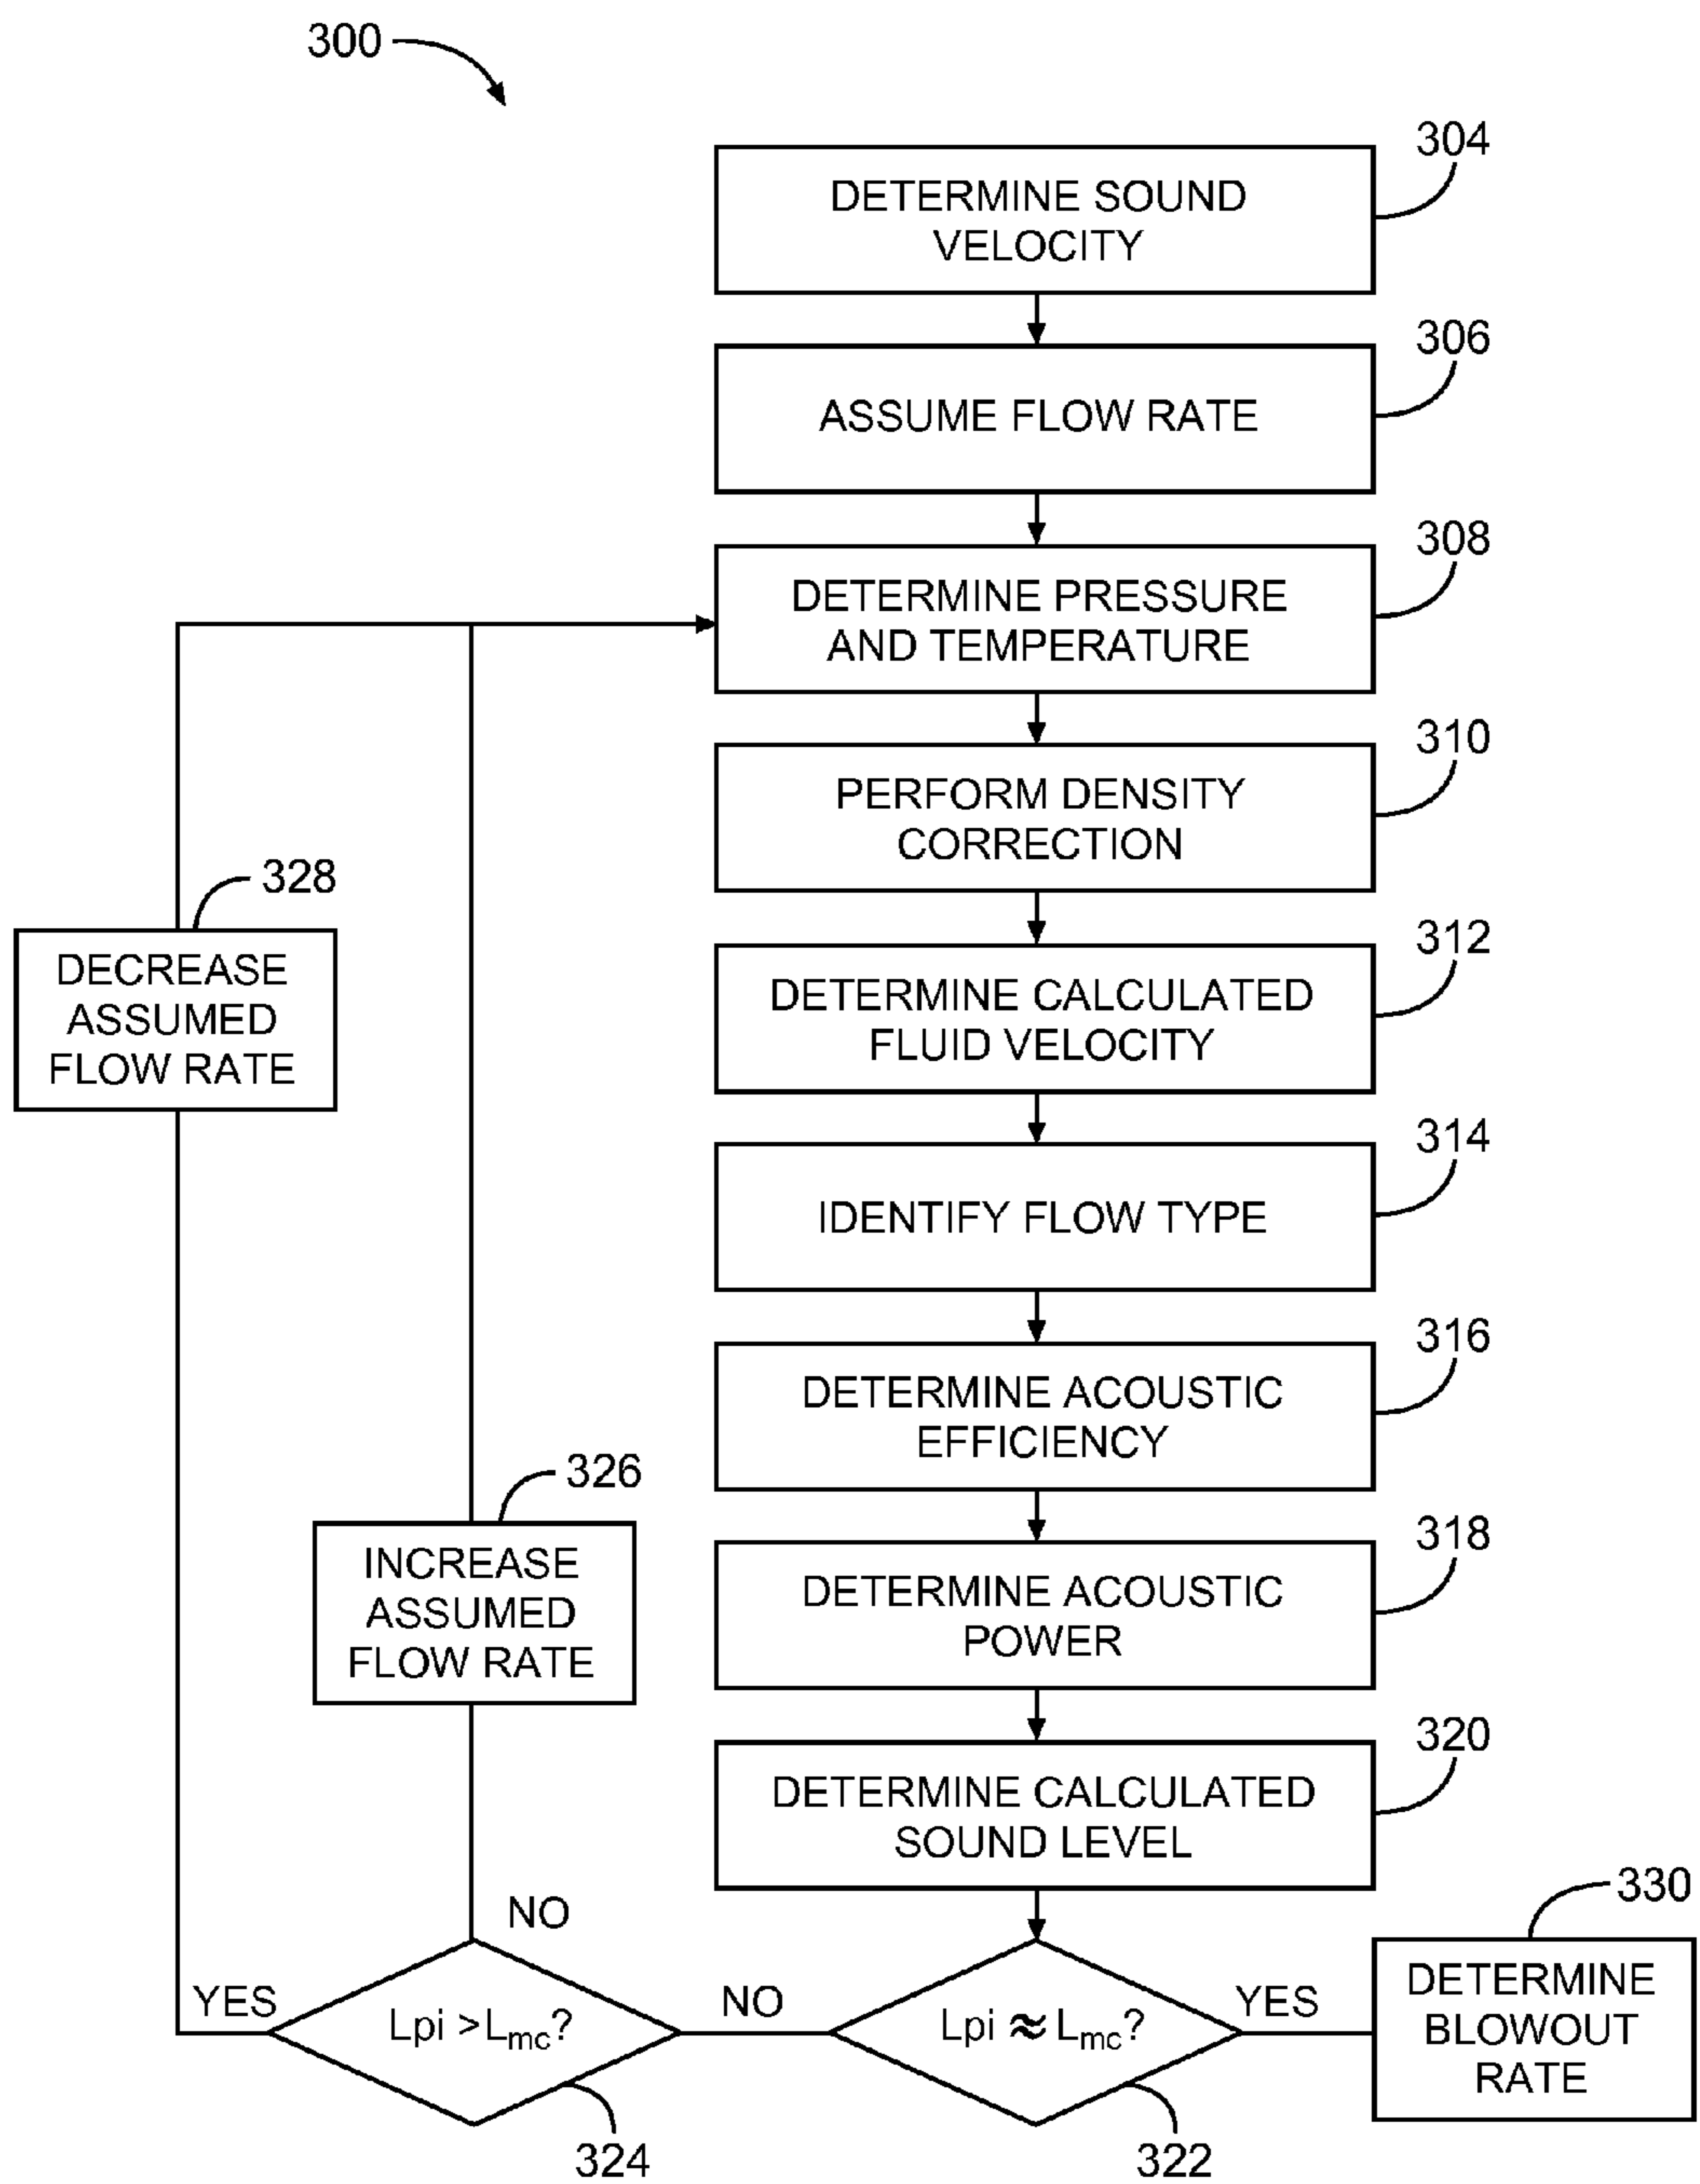 300
304
DETERMINE SOUND
VELOCITY
306
ASSUME FLOW RATE
308
DETERMINE PRESSURE
AND TEMPERATURE
310
PERFORM DENSITY
CORRECTION
328
DECREASE
ASSUMED
FLOW RATE
312
DETERMINE CALCULATED
FLUID VELOCITY
314
IDENTIFY FLOW TYPE
316
DETERMINE ACOUSTIC
EFFICIENCY
326
INCREASE
ASSUMED
FLOW RATE
318
DETERMINE ACOUSTIC
POWER
320
DETERMINE CALCULATED
SOUND LEVEL
330
DETERMINE
BLOWOUT
RATE
NO
YES
Lpi >Lmc?
NO
Lpi ≈ Lmc?
YES
324
322